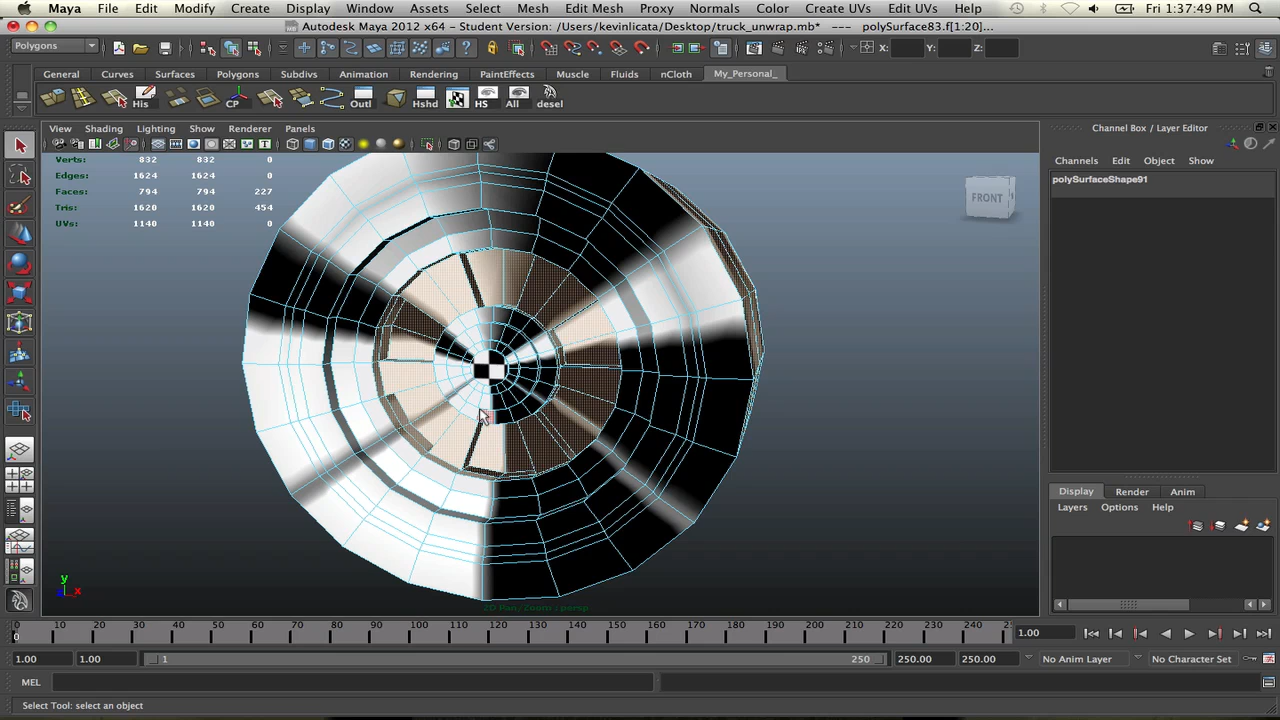 Maya File Edit Modify Create Display Window Assets Select Mesh Edit Mesh Proxy Normals Color Create UVs Edit UVs Help Fri 1:37:49 PM
Autodesk Maya 2012 x64 - Student Version: /Users/kevinlicata/Desktop/truck_unwrap.mb* --- polySurface83.f[1:20]...
Polygons X: Y: Z:
General Curves Surfaces Polygons Subdivs Animation Rendering PaintEffects Muscle Fluids nCloth My_Personal_
His CP Outl Hshd HS All desel
View Shading Lighting Show Renderer Panels
Channel Box / Layer Editor
Verts: 832 832 0
Edges: 1624 1624 0
Faces: 794 794 227
Tris: 1620 1620 454
UVs: 1140 1140 0
FRONT
Channels Edit Object Show
polySurfaceShape91
Display Render Anim
Layers Options Help
y
x
2D Pan/Zoom : persp
0 10 20 30 40 50 60 70 80 90 100 110 120 130 140 150 160 170 180 190 200 210 220 230 240 25
0
1.00
1.00 1.00 1 250 250.00 250.00 No Anim Layer No Character Set
MEL
Select Tool: select an object